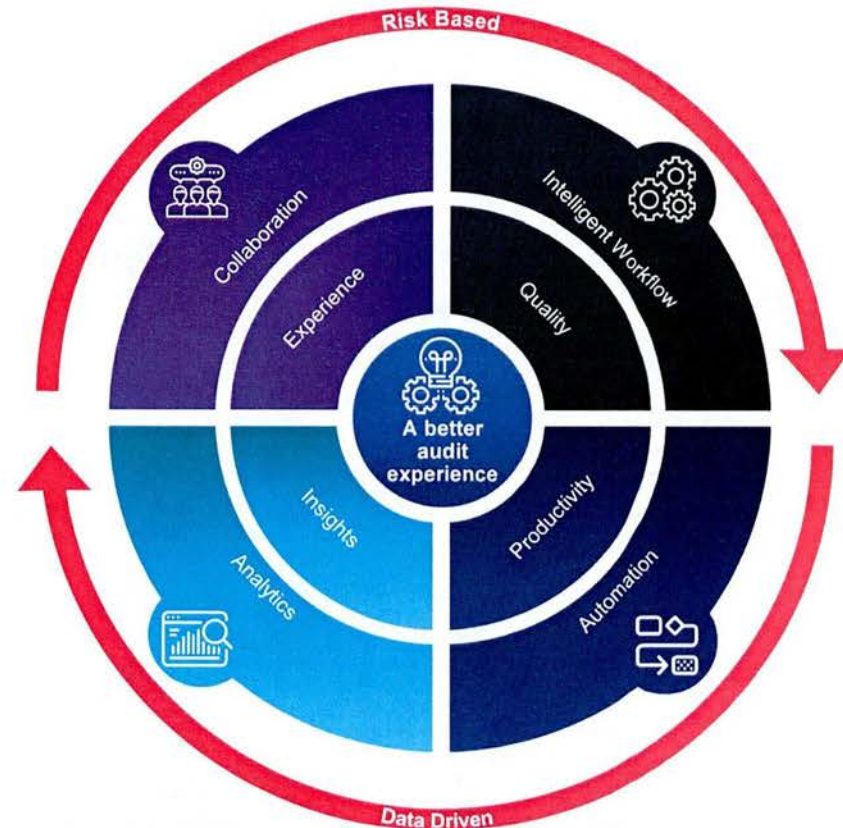 Risk Based
Collaboration
Intelligent Workflow
Experience
Quality
A better
audit
experience
Insights
Productivity
Analytics
Automation
Data Driven